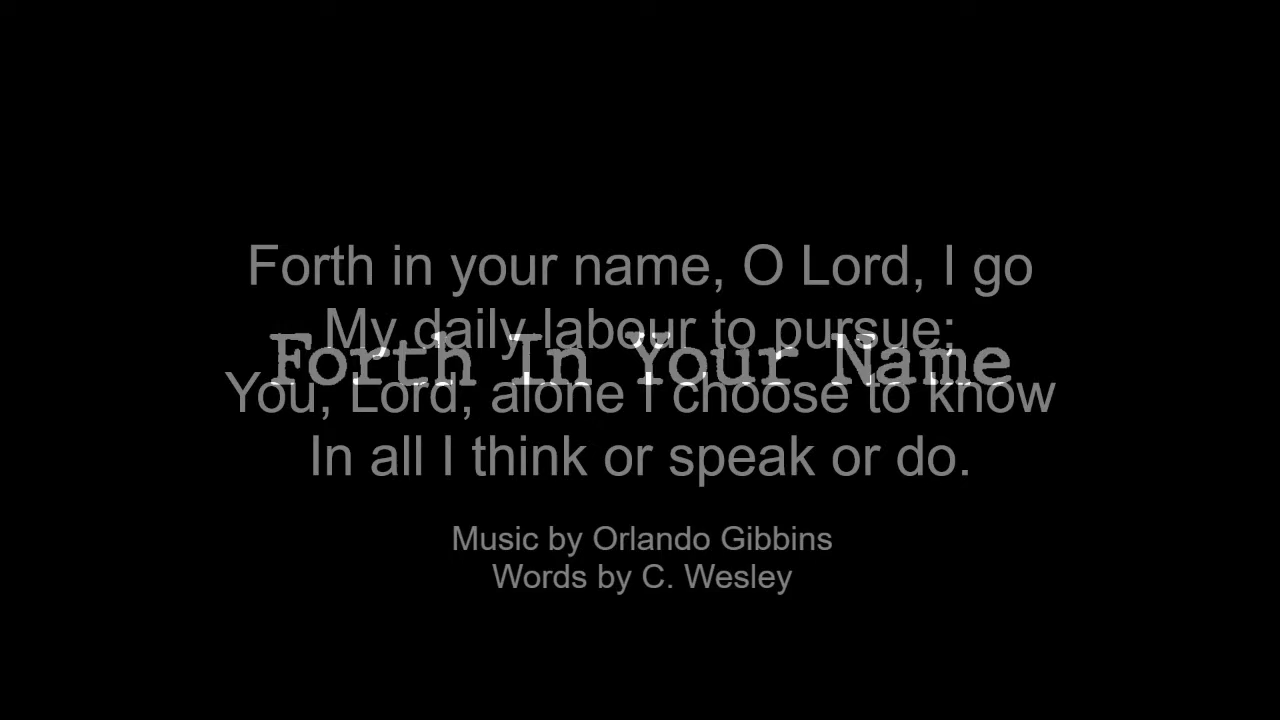 Forth in your name, O Lord, I go
My daily labour to pursue;
Forth In Your Name
You, Lord, alone I choose to know
In all I think or speak or do.
Music by Orlando Gibbins
Words by C. Wesley